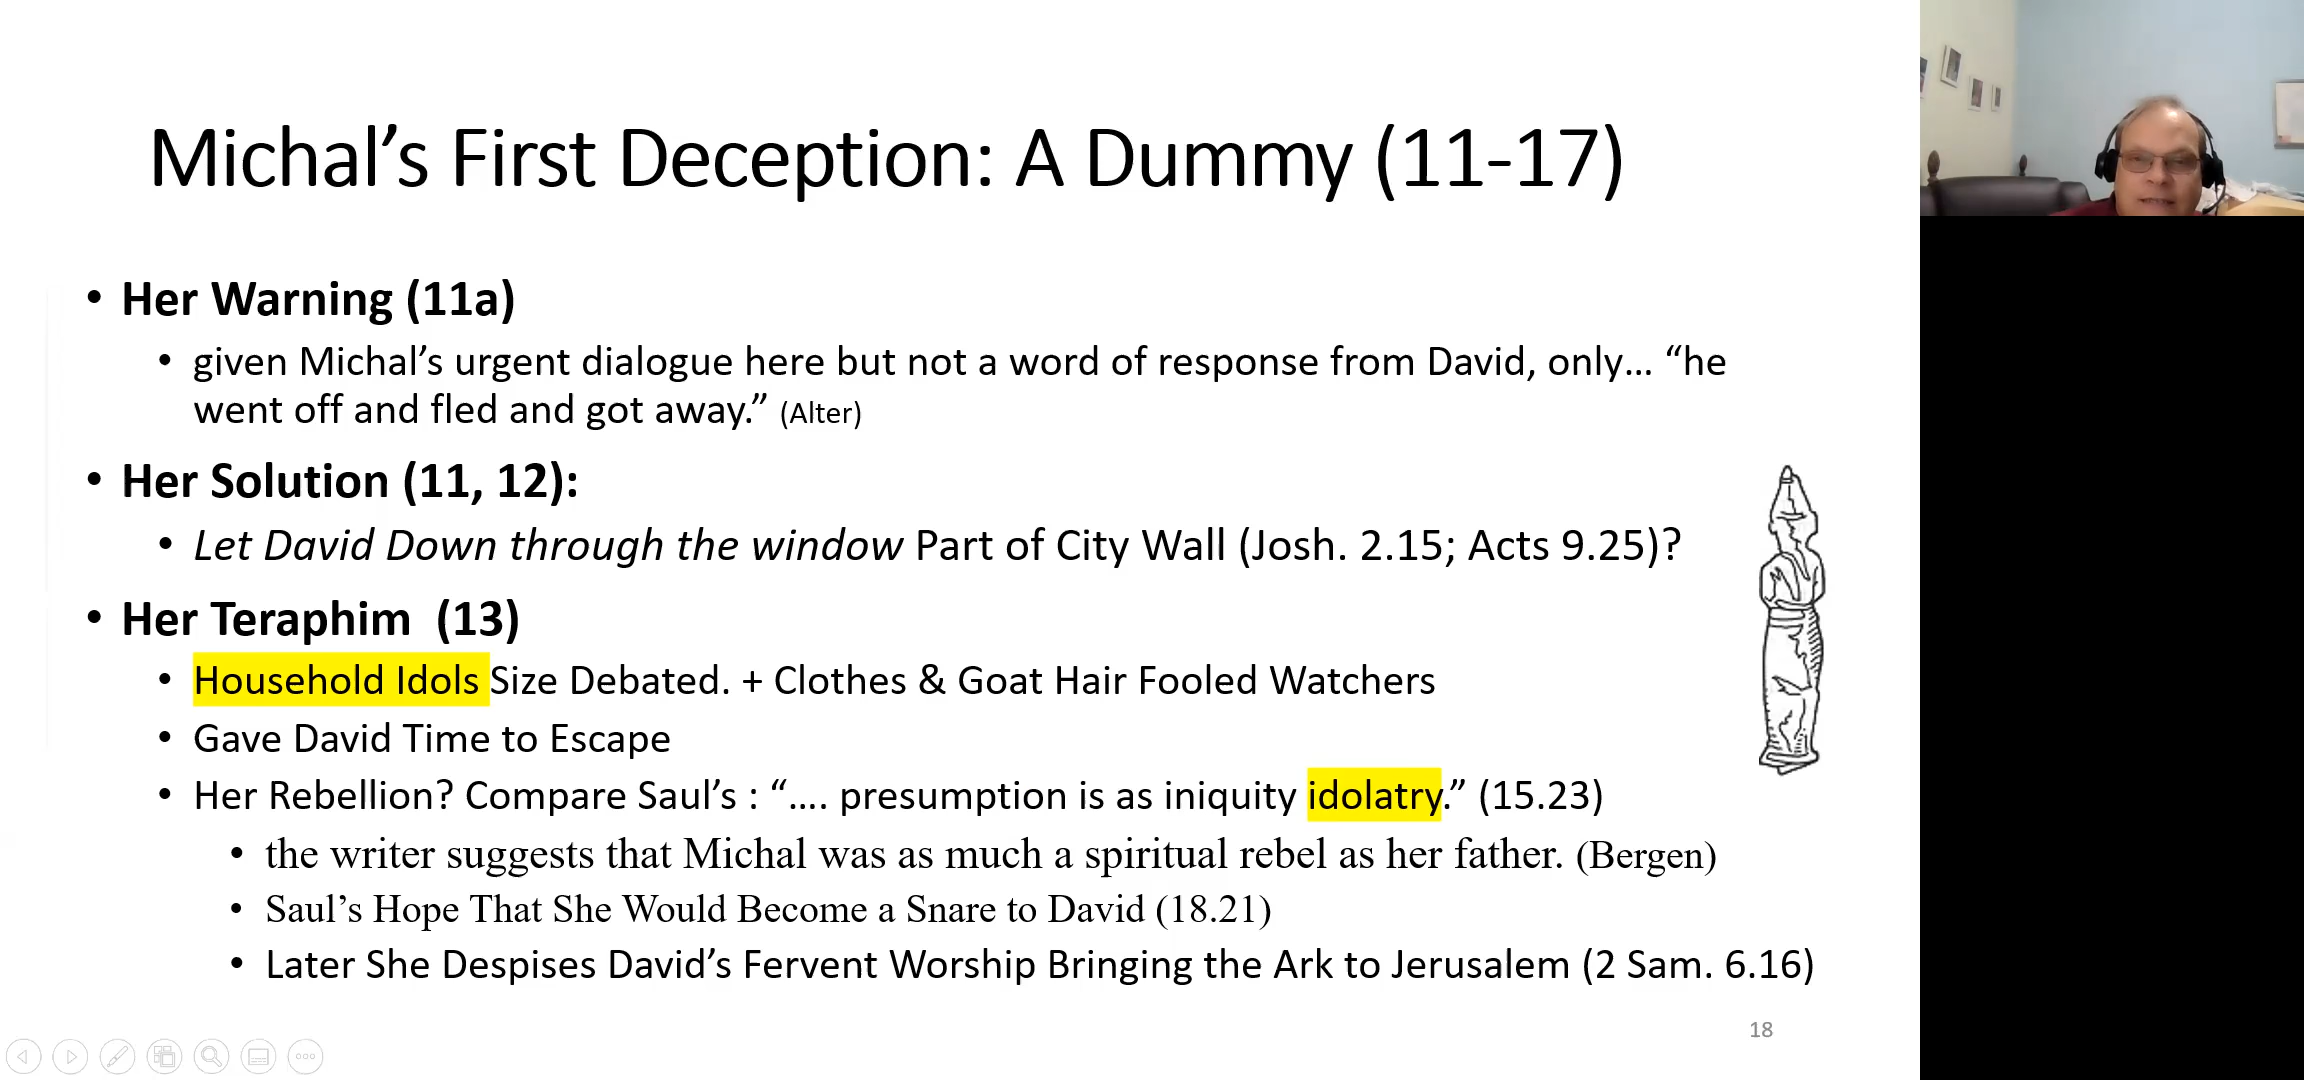 Michal’s First Deception: A Dummy (11-17)
• Her Warning (11a)
• given Michal’s urgent dialogue here but not a word of response from David, only… “he
went off and fled and got away.” (Alter)
• Her Solution (11, 12):
• Let David Down through the window Part of City Wall (Josh. 2.15; Acts 9.25)?
• Her Teraphim  (13)
• Household Idols Size Debated. + Clothes & Goat Hair Fooled Watchers
• Gave David Time to Escape
• Her Rebellion? Compare Saul’s : “…. presumption is as iniquity idolatry.” (15.23)
• the writer suggests that Michal was as much a spiritual rebel as her father. (Bergen)
• Saul’s Hope That She Would Become a Snare to David (18.21)
• Later She Despises David’s Fervent Worship Bringing the Ark to Jerusalem (2 Sam. 6.16)
18